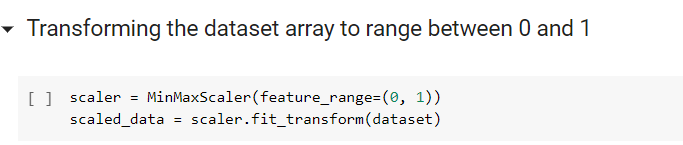 Transforming the dataset array to range between 0 and 1
[ ] scaler = MinMaxScaler(feature_range=(0, 1))
scaled_data = scaler.fit_transform(dataset)